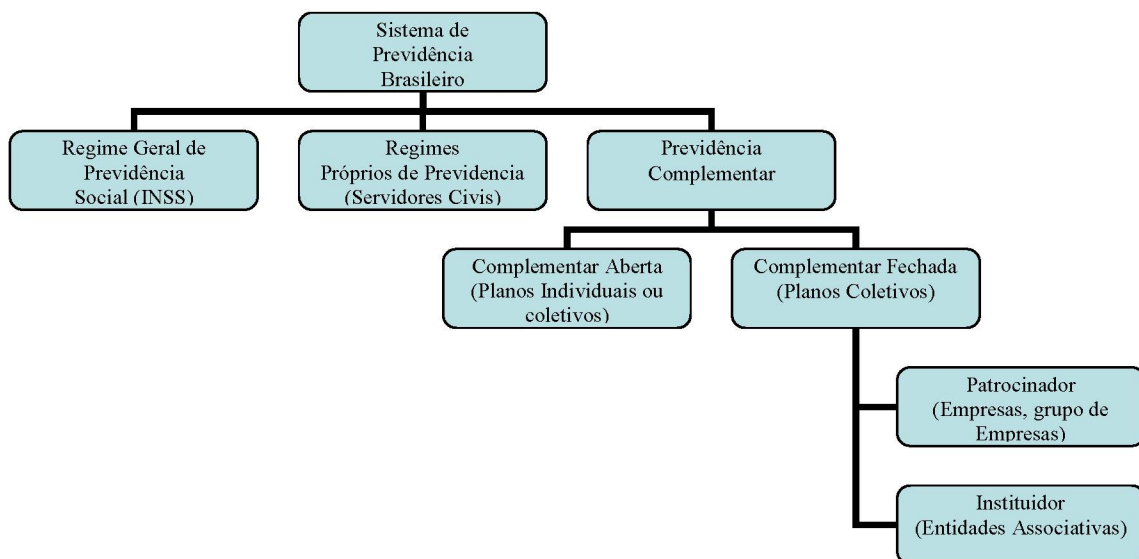 Sistema de
Previdência
Brasileiro
Regime Geral de
Previdência
Social (INSS)
Regimes
Próprios de Previdencia
(Servidores Civis)
Previdência
Complementar
Complementar Aberta
(Planos Individuais ou
coletivos)
Complementar Fechada
(Planos Coletivos)
Patrocinador
(Empresas, grupo de
Empresas)
Instituidor
(Entidades Associativas)